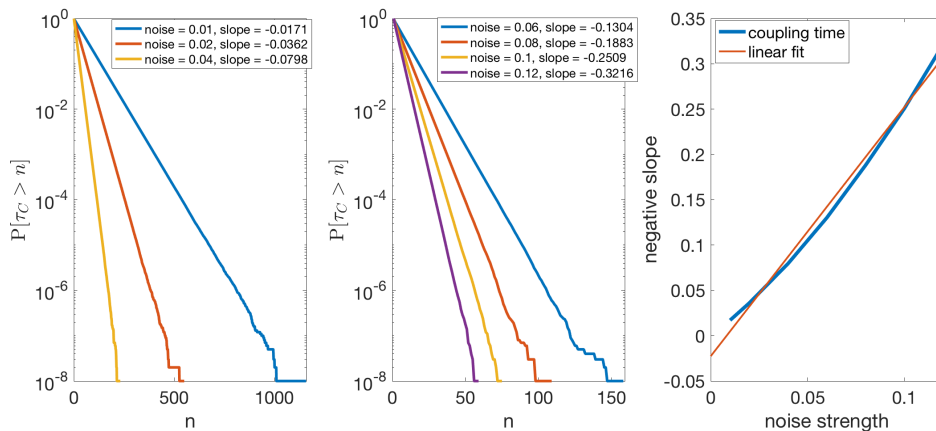 noise = 0.01, slope = -0.0171
noise = 0.02, slope = -0.0362
noise = 0.04, slope = -0.0798
10^0
10^-2
10^-4
10^-6
10^-8
P[τ_C > n]
0
500
1000
n
noise = 0.06, slope = -0.1304
noise = 0.08, slope = -0.1883
noise = 0.1, slope = -0.2509
noise = 0.12, slope = -0.3216
10^0
10^-2
10^-4
10^-6
10^-8
P[τ_C > n]
0
50
100
150
n
coupling time
linear fit
0.35
0.3
0.25
0.2
0.15
0.1
0.05
0
-0.05
negative slope
0
0.05
0.1
noise strength